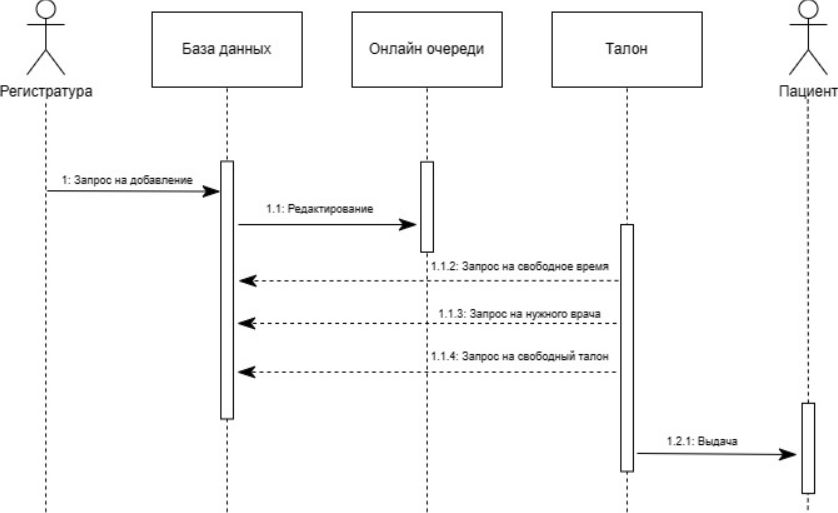 База данных
Онлайн очереди
Талон
Регистратура
Пациент
1: Запрос на добавление
1.1: Редактирование
1.1.2: Запрос на свободное время
1.1.3: Запрос на нужного врача
1.1.4: Запрос на свободный талон
1.2.1: Выдача